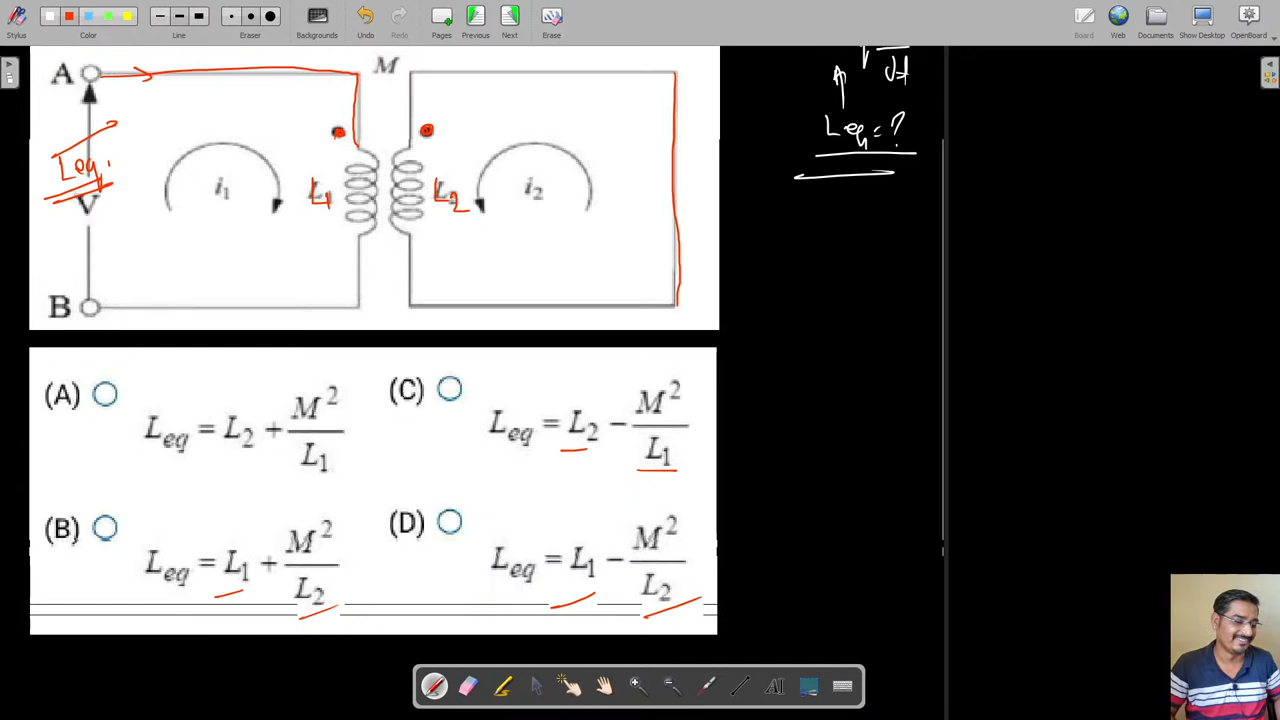 Stylus
Color
Line
Eraser
Backgrounds
Undo
Pages
Previous
Next
Erase
Board
Web
Documents
Show Desktop
OpenBoard
A
M
dt
Leq = ?
Leq
V
i1
L1
L2
i2
B
(A) Leq = L2 + M²/L1
(C) Leq = L2 − M²/L1
(B) Leq = L1 + M²/L2
(D) Leq = L1 − M²/L2
AI